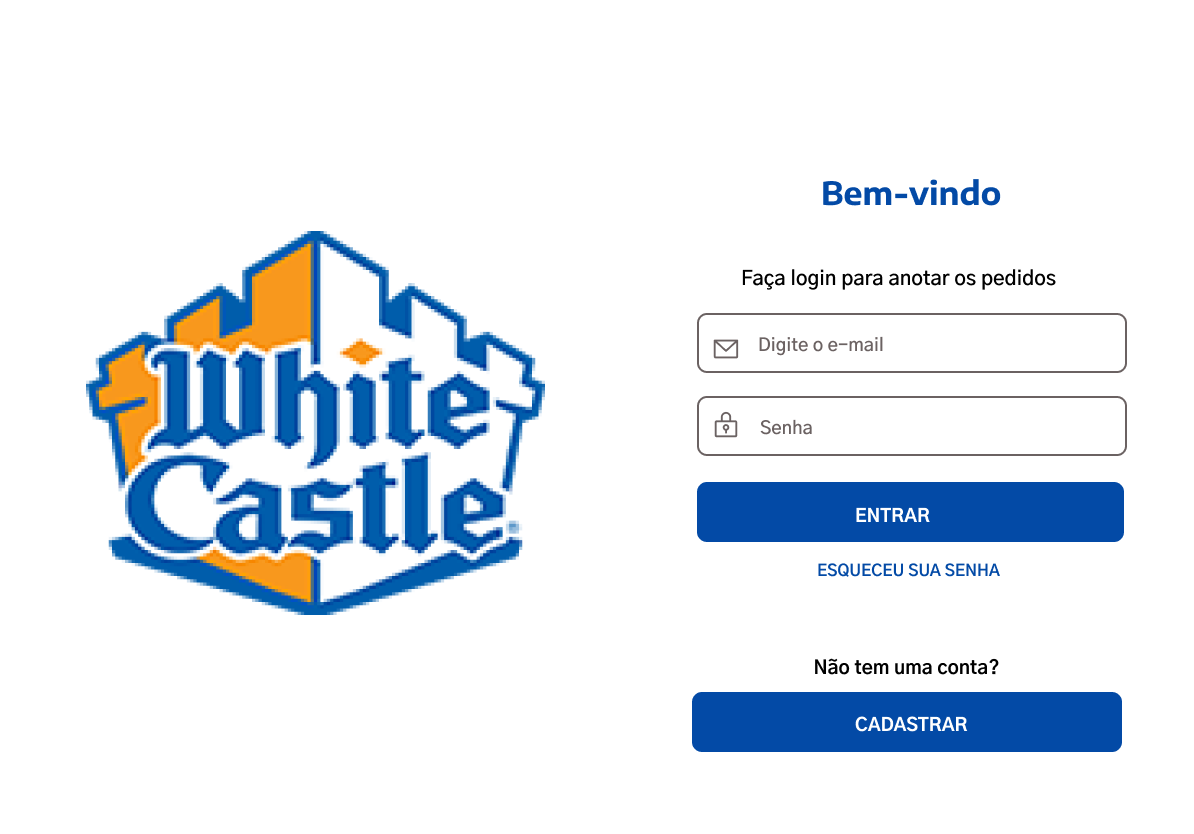 White
Castle®
Bem-vindo
Faça login para anotar os pedidos
Digite o e-mail
Senha
ENTRAR
ESQUECEU SUA SENHA
Não tem uma conta?
CADASTRAR